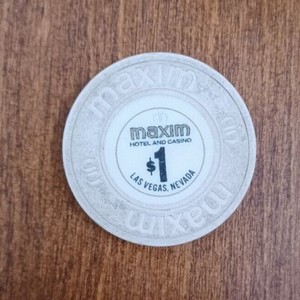 maxim
maxim
HOTEL AND CASINO
$1
LAS VEGAS, NEVADA
maxim